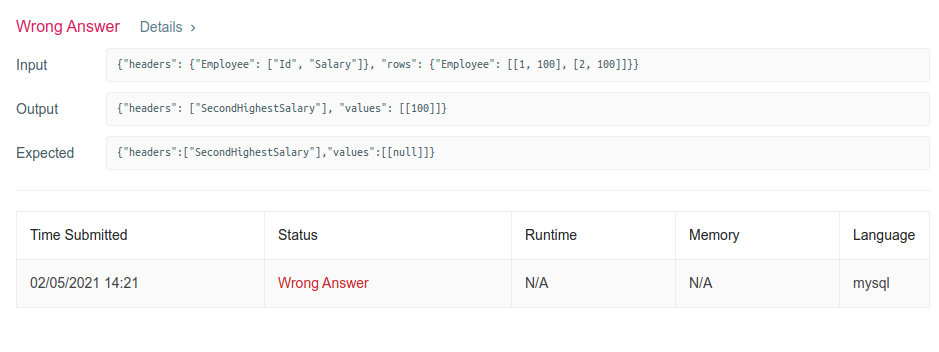 Wrong Answer Details ›
Input {"headers": {"Employee": ["Id", "Salary"]}, "rows": {"Employee": [[1, 100], [2, 100]]}}
Output {"headers": ["SecondHighestSalary"], "values": [[100]]}
Expected {"headers":["SecondHighestSalary"],"values":[[null]]}
Time Submitted Status Runtime Memory Language
02/05/2021 14:21 Wrong Answer N/A N/A mysql